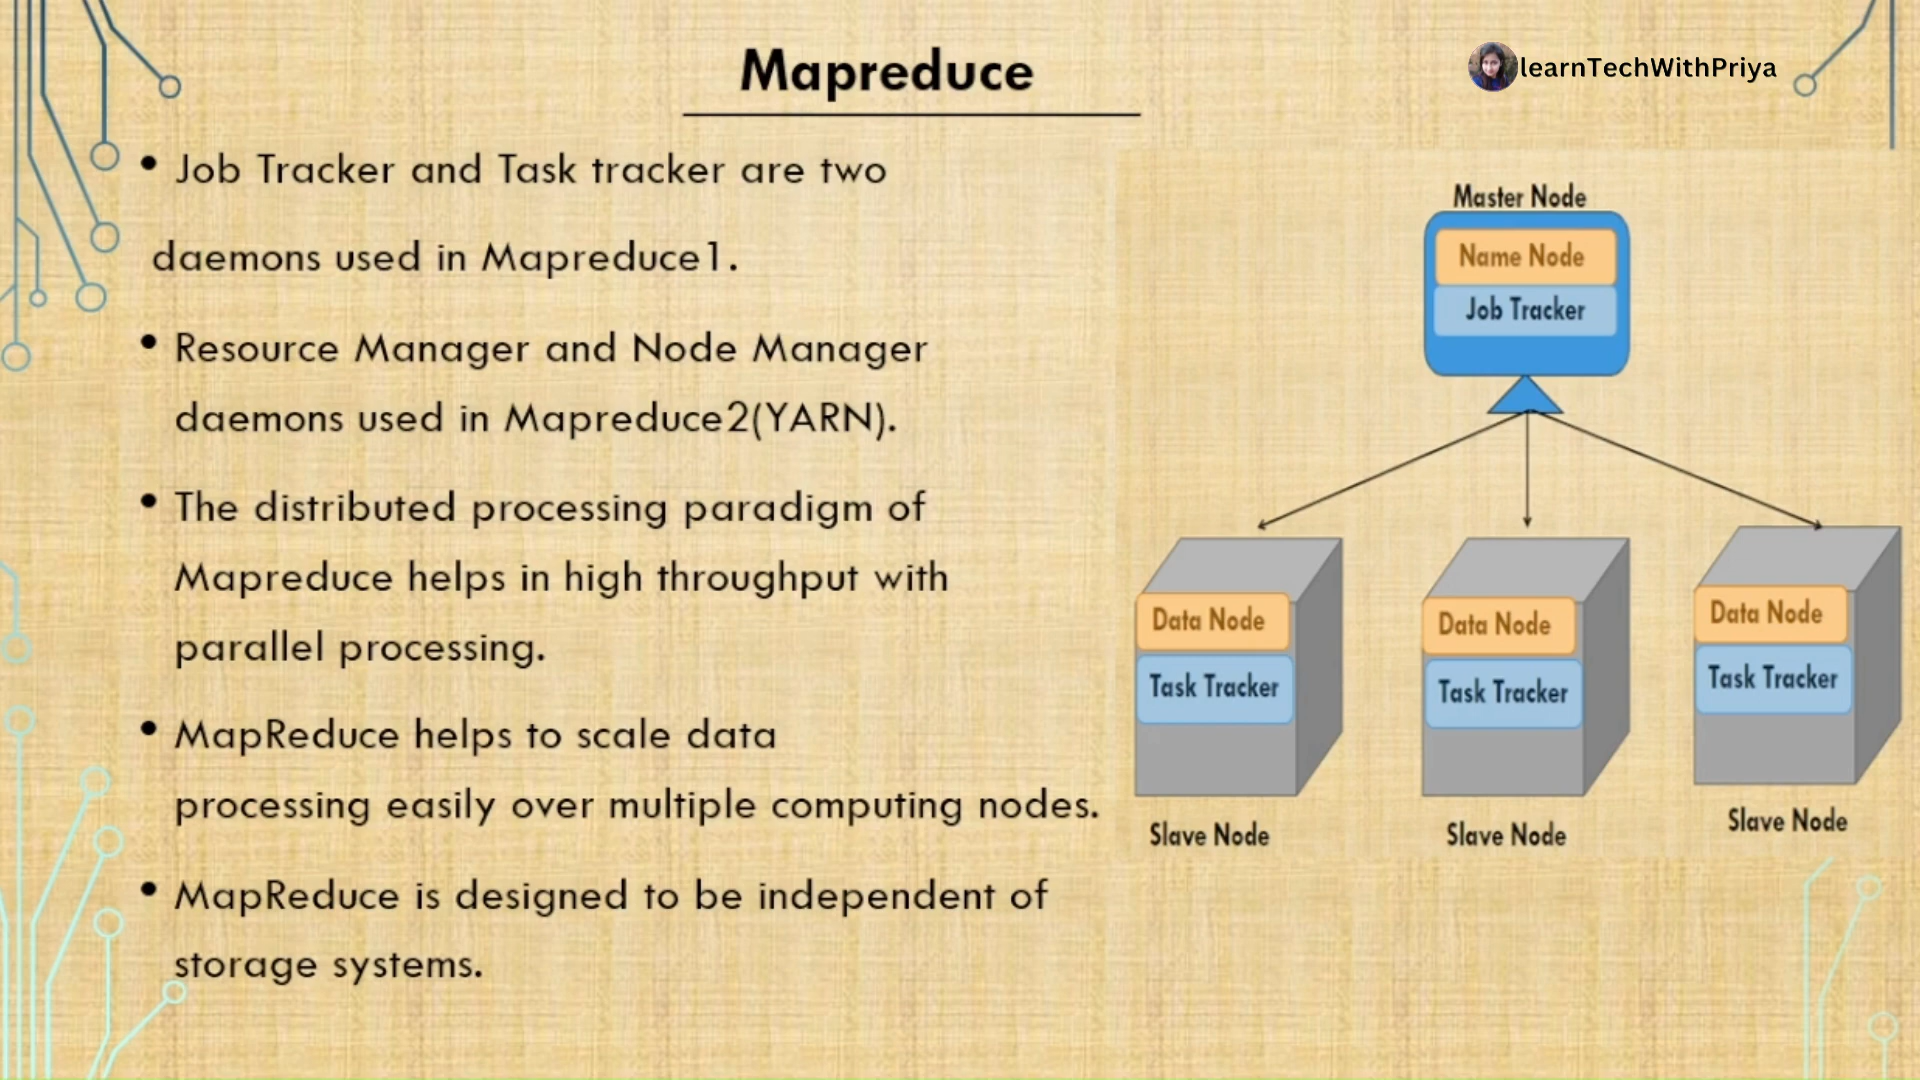 Mapreduce
learnTechWithPriya
• Job Tracker and Task tracker are two
daemons used in Mapreduce1.
• Resource Manager and Node Manager
daemons used in Mapreduce2(YARN).
• The distributed processing paradigm of
Mapreduce helps in high throughput with
parallel processing.
• MapReduce helps to scale data
processing easily over multiple computing nodes.
• MapReduce is designed to be independent of
storage systems.
Master Node
Name Node
Job Tracker
Data Node
Task Tracker
Slave Node
Data Node
Task Tracker
Slave Node
Data Node
Task Tracker
Slave Node